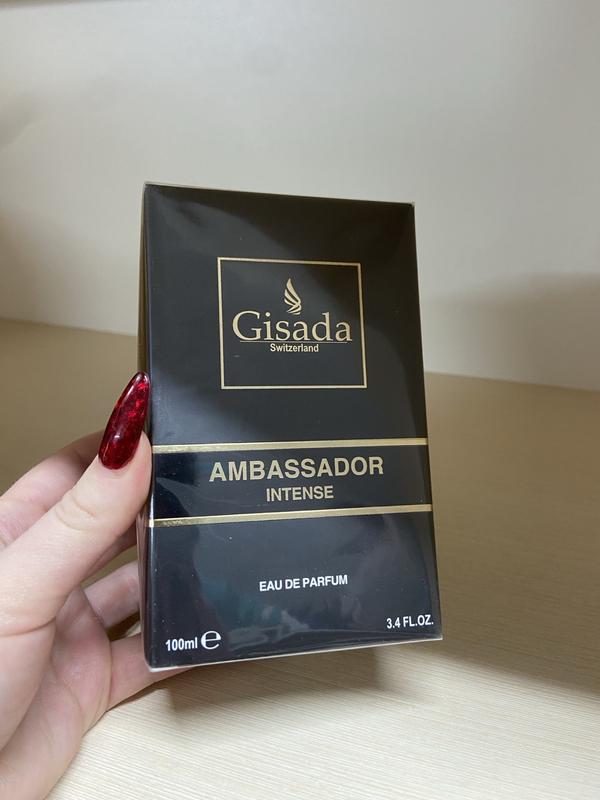 Gisada
Switzerland
AMBASSADOR
INTENSE
EAU DE PARFUM
100ml ℮
3.4 FL.OZ.